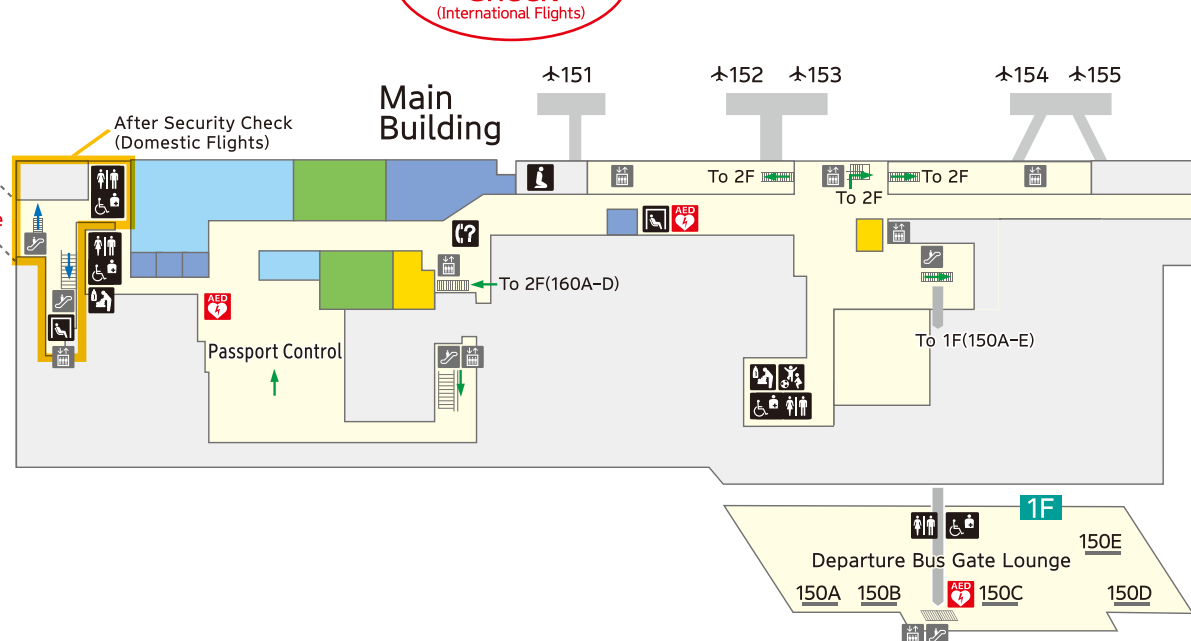 (International Flights)
151
152
153
154
155
Main
Building
After Security Check
(Domestic Flights)
To 2F
To 2F
To 2F
AED
?
To 2F(160A–D)
AED
Passport Control
To 1F(150A–E)
1F
150E
Departure Bus Gate Lounge
150A
150B
AED
150C
150D